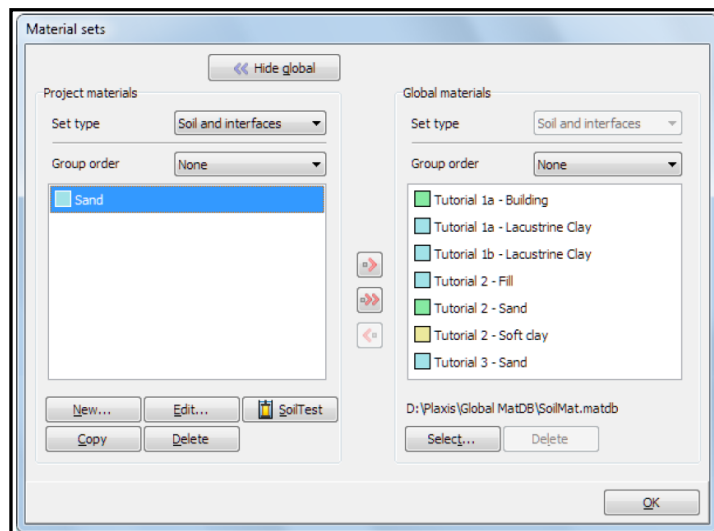 Material sets
Hide global
Project materials
Set type
Soil and interfaces
Group order
None
Sand
New...
Edit...
SoilTest
Copy
Delete
Global materials
Set type
Soil and interfaces
Group order
None
Tutorial 1a - Building
Tutorial 1a - Lacustrine Clay
Tutorial 1b - Lacustrine Clay
Tutorial 2 - Fill
Tutorial 2 - Sand
Tutorial 2 - Soft clay
Tutorial 3 - Sand
D:\Plaxis\Global MatDB\SoilMat.matdb
Select...
Delete
OK